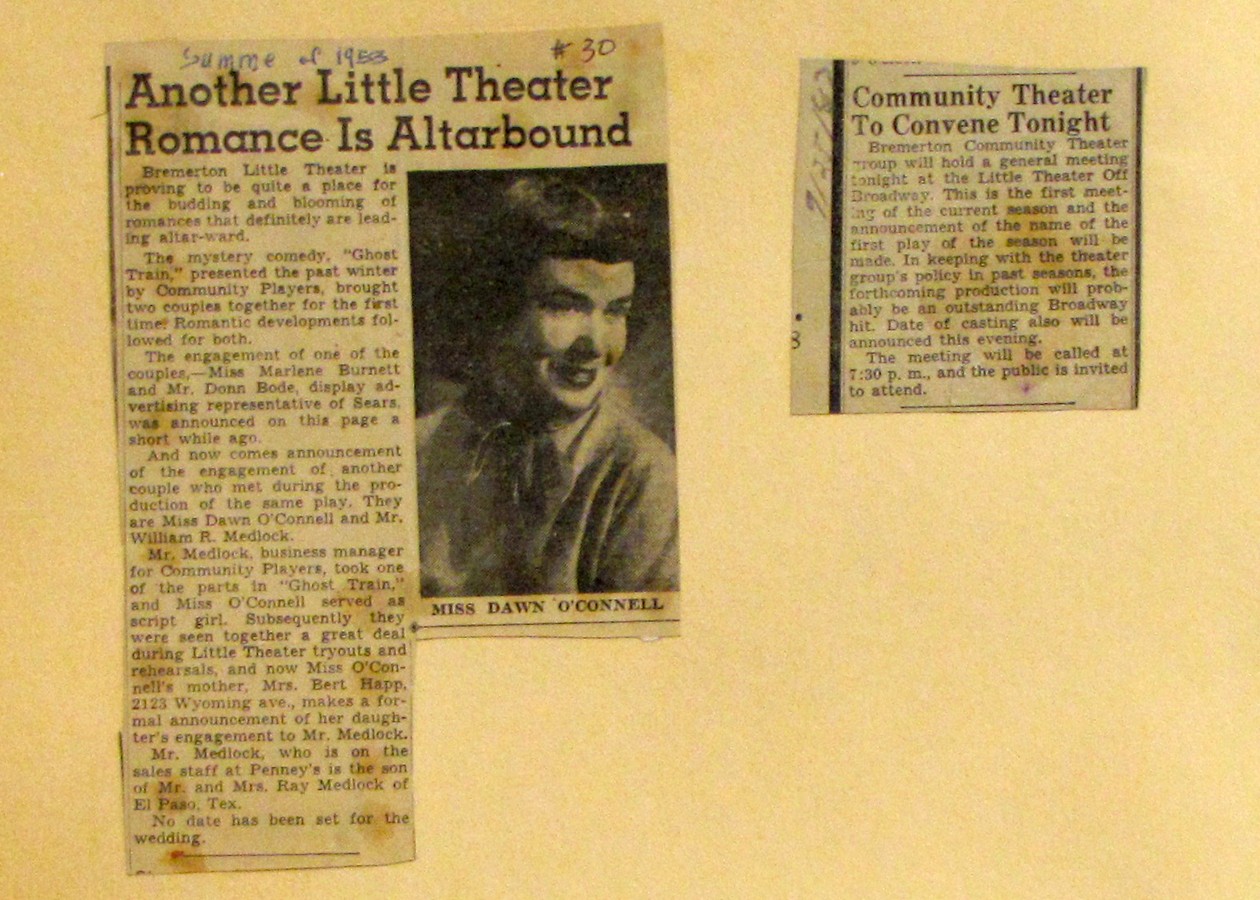 Summe of 1953 # 30
Another Little Theater
Romance Is Altarbound
Bremerton Little Theater is
proving to be quite a place for
the budding and blooming of
romances that definitely are lead-
ing altar-ward.
The mystery comedy, "Ghost
Train," presented the past winter
by Community Players, brought
two couples together for the first
time. Romantic developments fol-
lowed for both.
The engagement of one of the
couples,—Miss Marlene Burnett
and Mr. Donn Bode, display ad-
vertising representative of Sears,
was announced on this page a
short while ago.
And now comes announcement
of the engagement of another
couple who met during the pro-
duction of the same play. They
are Miss Dawn O'Connell and Mr.
William R. Medlock.
Mr. Medlock, business manager
for Community Players, took one
of the parts in "Ghost Train,"
and Miss O'Connell served as
script girl. Subsequently they
were seen together a great deal
during Little Theater tryouts and
rehearsals, and now Miss O'Con-
nell's mother, Mrs. Bert Happ,
2123 Wyoming ave., makes a for-
mal announcement of her daugh-
ter's engagement to Mr. Medlock.
Mr. Medlock, who is on the
sales staff at Penney's is the son
of Mr. and Mrs. Ray Medlock of
El Paso, Tex.
No date has been set for the
wedding.
MISS DAWN O'CONNELL
Community Theater
To Convene Tonight
Bremerton Community Theater
group will hold a general meeting
tonight at the Little Theater Off
Broadway. This is the first meet-
ing of the current season and the
announcement of the name of the
first play of the season will be
made. In keeping with the theater
group's policy in past seasons, the
forthcoming production will prob-
ably be an outstanding Broadway
hit. Date of casting also will be
announced this evening.
The meeting will be called at
7:30 p. m., and the public is invited
to attend.